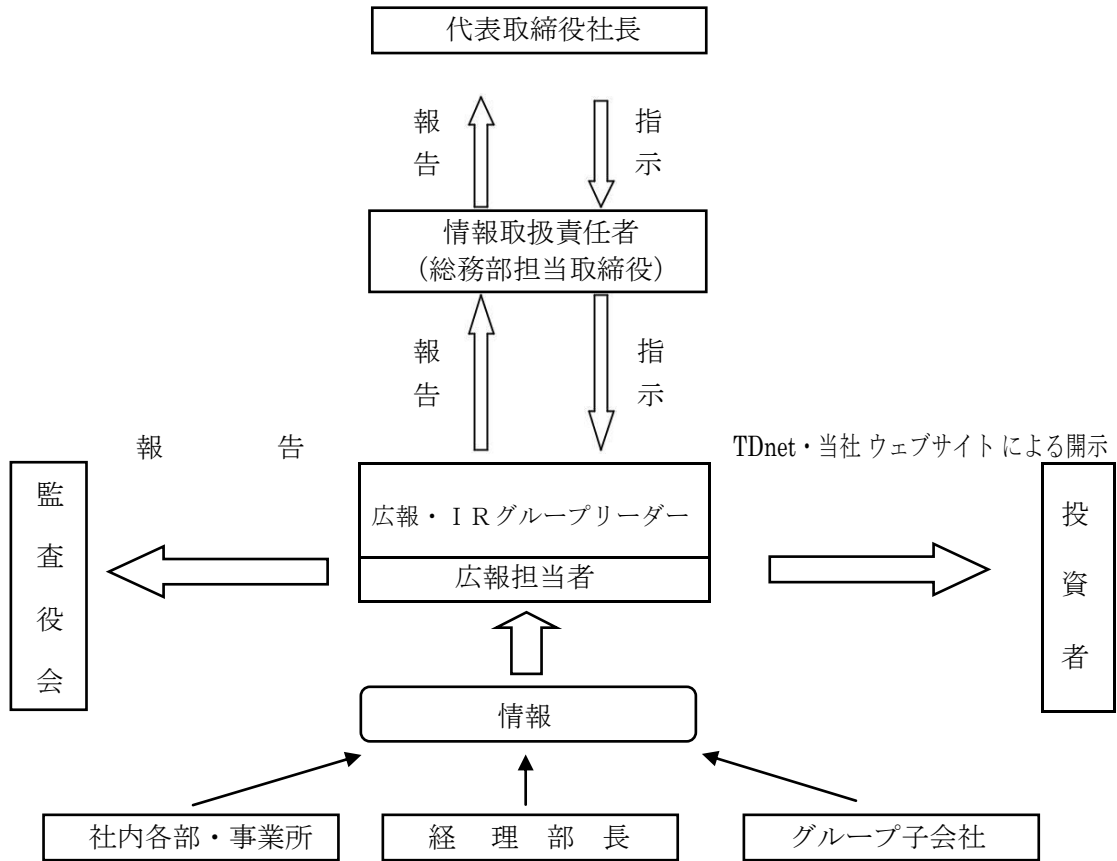 代表取締役社長
報告
指示
情報取扱責任者
（総務部担当取締役）
報告
指示
報告
TDnet・当社ウェブサイトによる開示
監査役会
広報・ＩＲグループリーダー
広報担当者
投資者
情報
社内各部・事業所
経理部長
グループ子会社